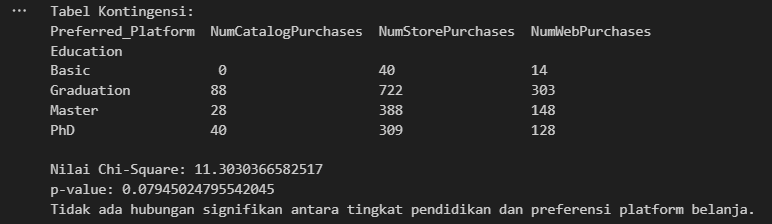 ... Tabel Kontingensi:
Preferred_Platform NumCatalogPurchases NumStorePurchases NumWebPurchases
Education
Basic 0 40 14
Graduation 88 722 303
Master 28 388 148
PhD 40 309 128
Nilai Chi-Square: 11.3030366582517
p-value: 0.07945024795542045
Tidak ada hubungan signifikan antara tingkat pendidikan dan preferensi platform belanja.